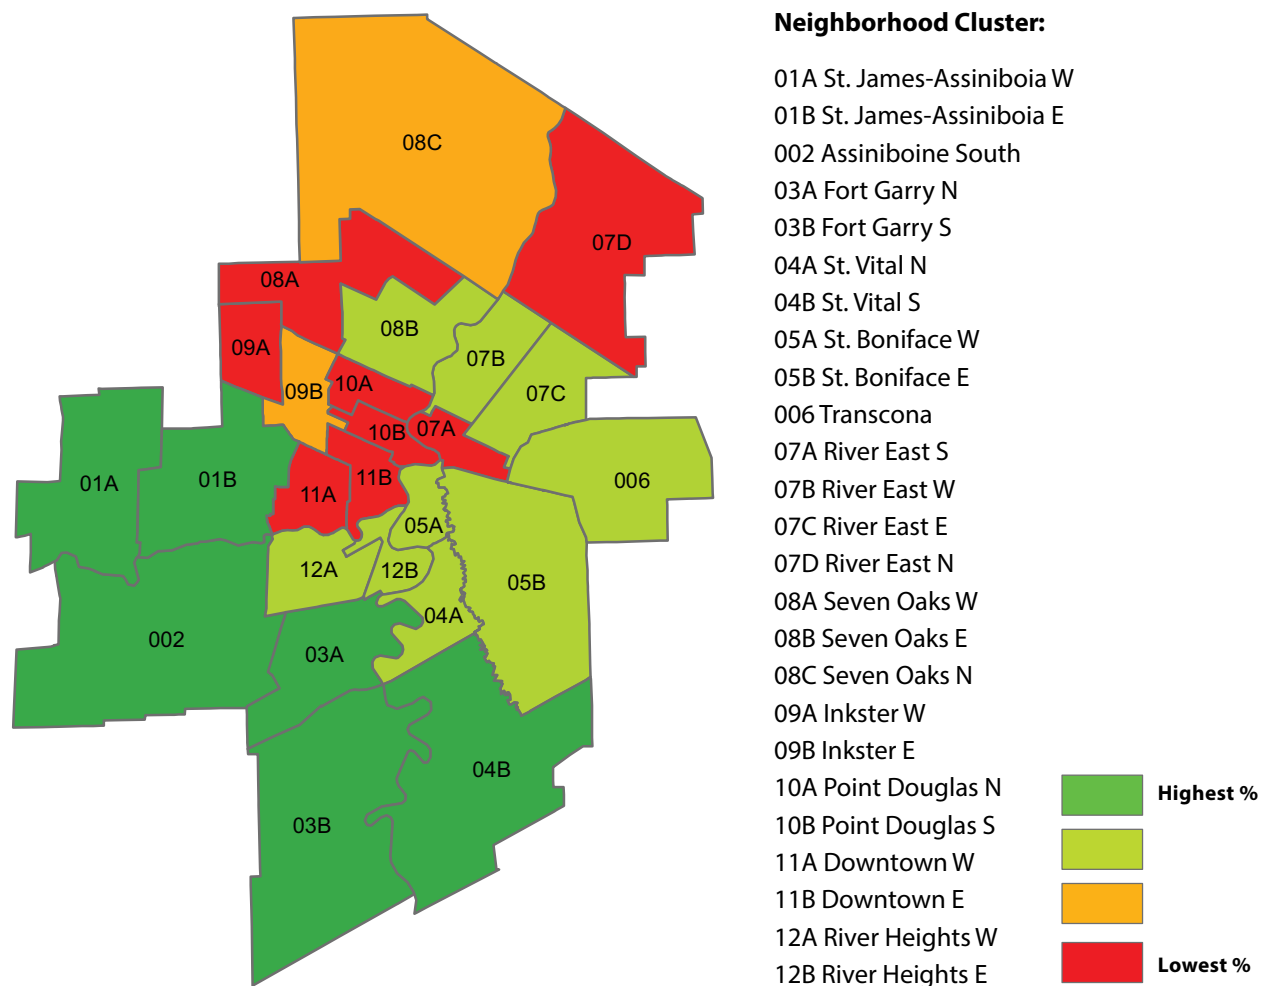 Neighborhood Cluster:
01A St. James-Assiniboia W
01B St. James-Assiniboia E
002 Assiniboine South
03A Fort Garry N
03B Fort Garry S
04A St. Vital N
04B St. Vital S
05A St. Boniface W
05B St. Boniface E
006 Transcona
07A River East S
07B River East W
07C River East E
07D River East N
08A Seven Oaks W
08B Seven Oaks E
08C Seven Oaks N
09A Inkster W
09B Inkster E
10A Point Douglas N
10B Point Douglas S
11A Downtown W
11B Downtown E
12A River Heights W
12B River Heights E
Highest %
Lowest %
08C
07D
08A
08B
09A
07B
10A
09B
07C
07A
10B
11B
006
01A
01B
11A
05A
12A
12B
05B
04A
002
03A
04B
03B